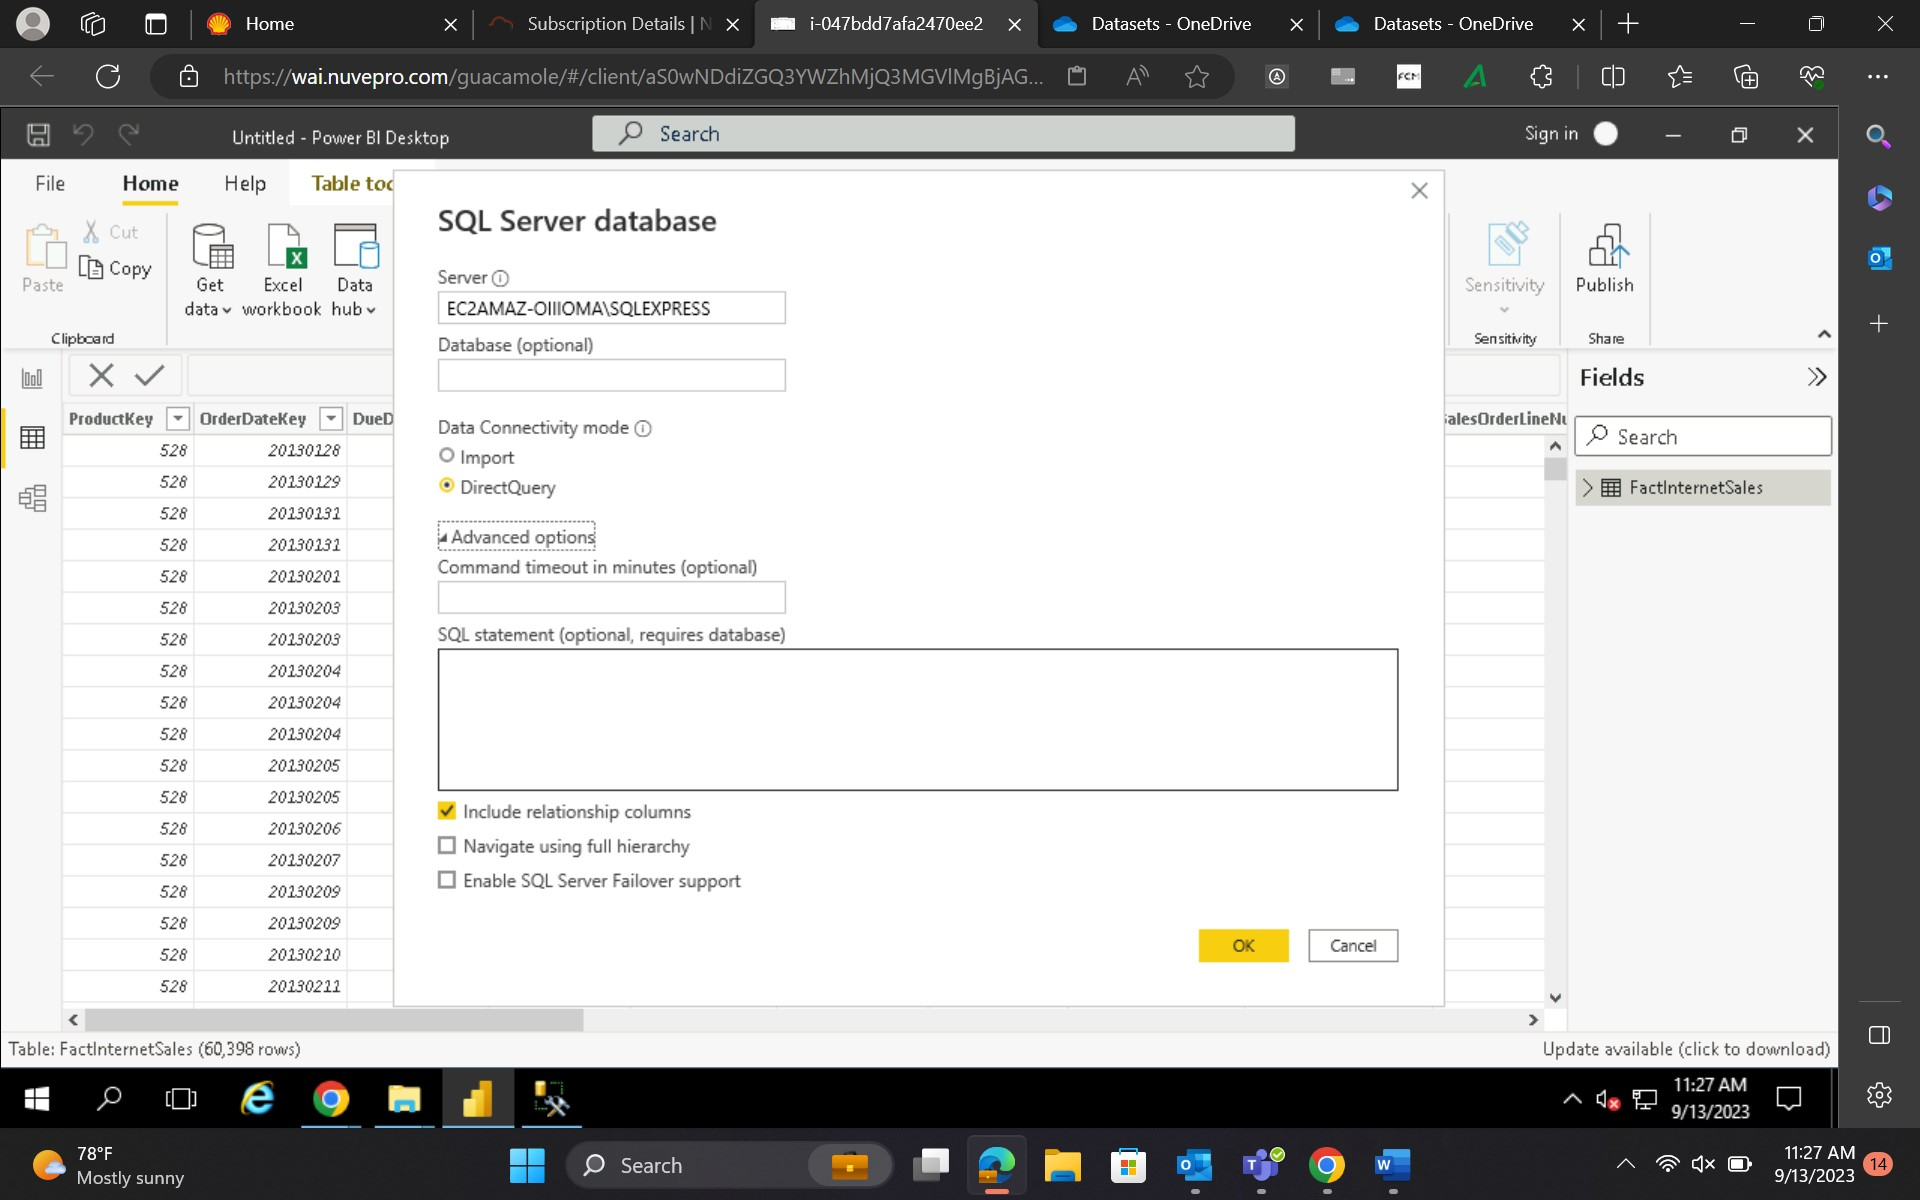 Home
Subscription Details | N
i-047bdd7afa2470ee2
Datasets - OneDrive
Datasets - OneDrive
https://wai.nuvepro.com/guacamole/#/client/aS0wNDdiZGQ3YWZhMjQ3MGVlMgBjAG...
FCM
Untitled - Power BI Desktop
Search
Sign in
File
Home
Help
Table too
Cut
Copy
Paste
Clipboard
Get
data
Excel
workbook
Data
hub
Sensitivity
Sensitivity
Publish
Share
SQL Server database
Server
EC2AMAZ-OIIIOMA\SQLEXPRESS
Database (optional)
Data Connectivity mode
Import
DirectQuery
Advanced options
Command timeout in minutes (optional)
SQL statement (optional, requires database)
Include relationship columns
Navigate using full hierarchy
Enable SQL Server Failover support
OK
Cancel
Fields
Search
FactInternetSales
ProductKey OrderDateKey DueD
SalesOrderLineNu
528 20130128
528 20130129
528 20130131
528 20130131
528 20130201
528 20130203
528 20130203
528 20130204
528 20130204
528 20130204
528 20130205
528 20130205
528 20130206
528 20130207
528 20130209
528 20130209
528 20130210
528 20130211
Table: FactInternetSales (60,398 rows)
Update available (click to download)
11:27 AM
9/13/2023
78°F
Mostly sunny
Search
11:27 AM
9/13/2023
14